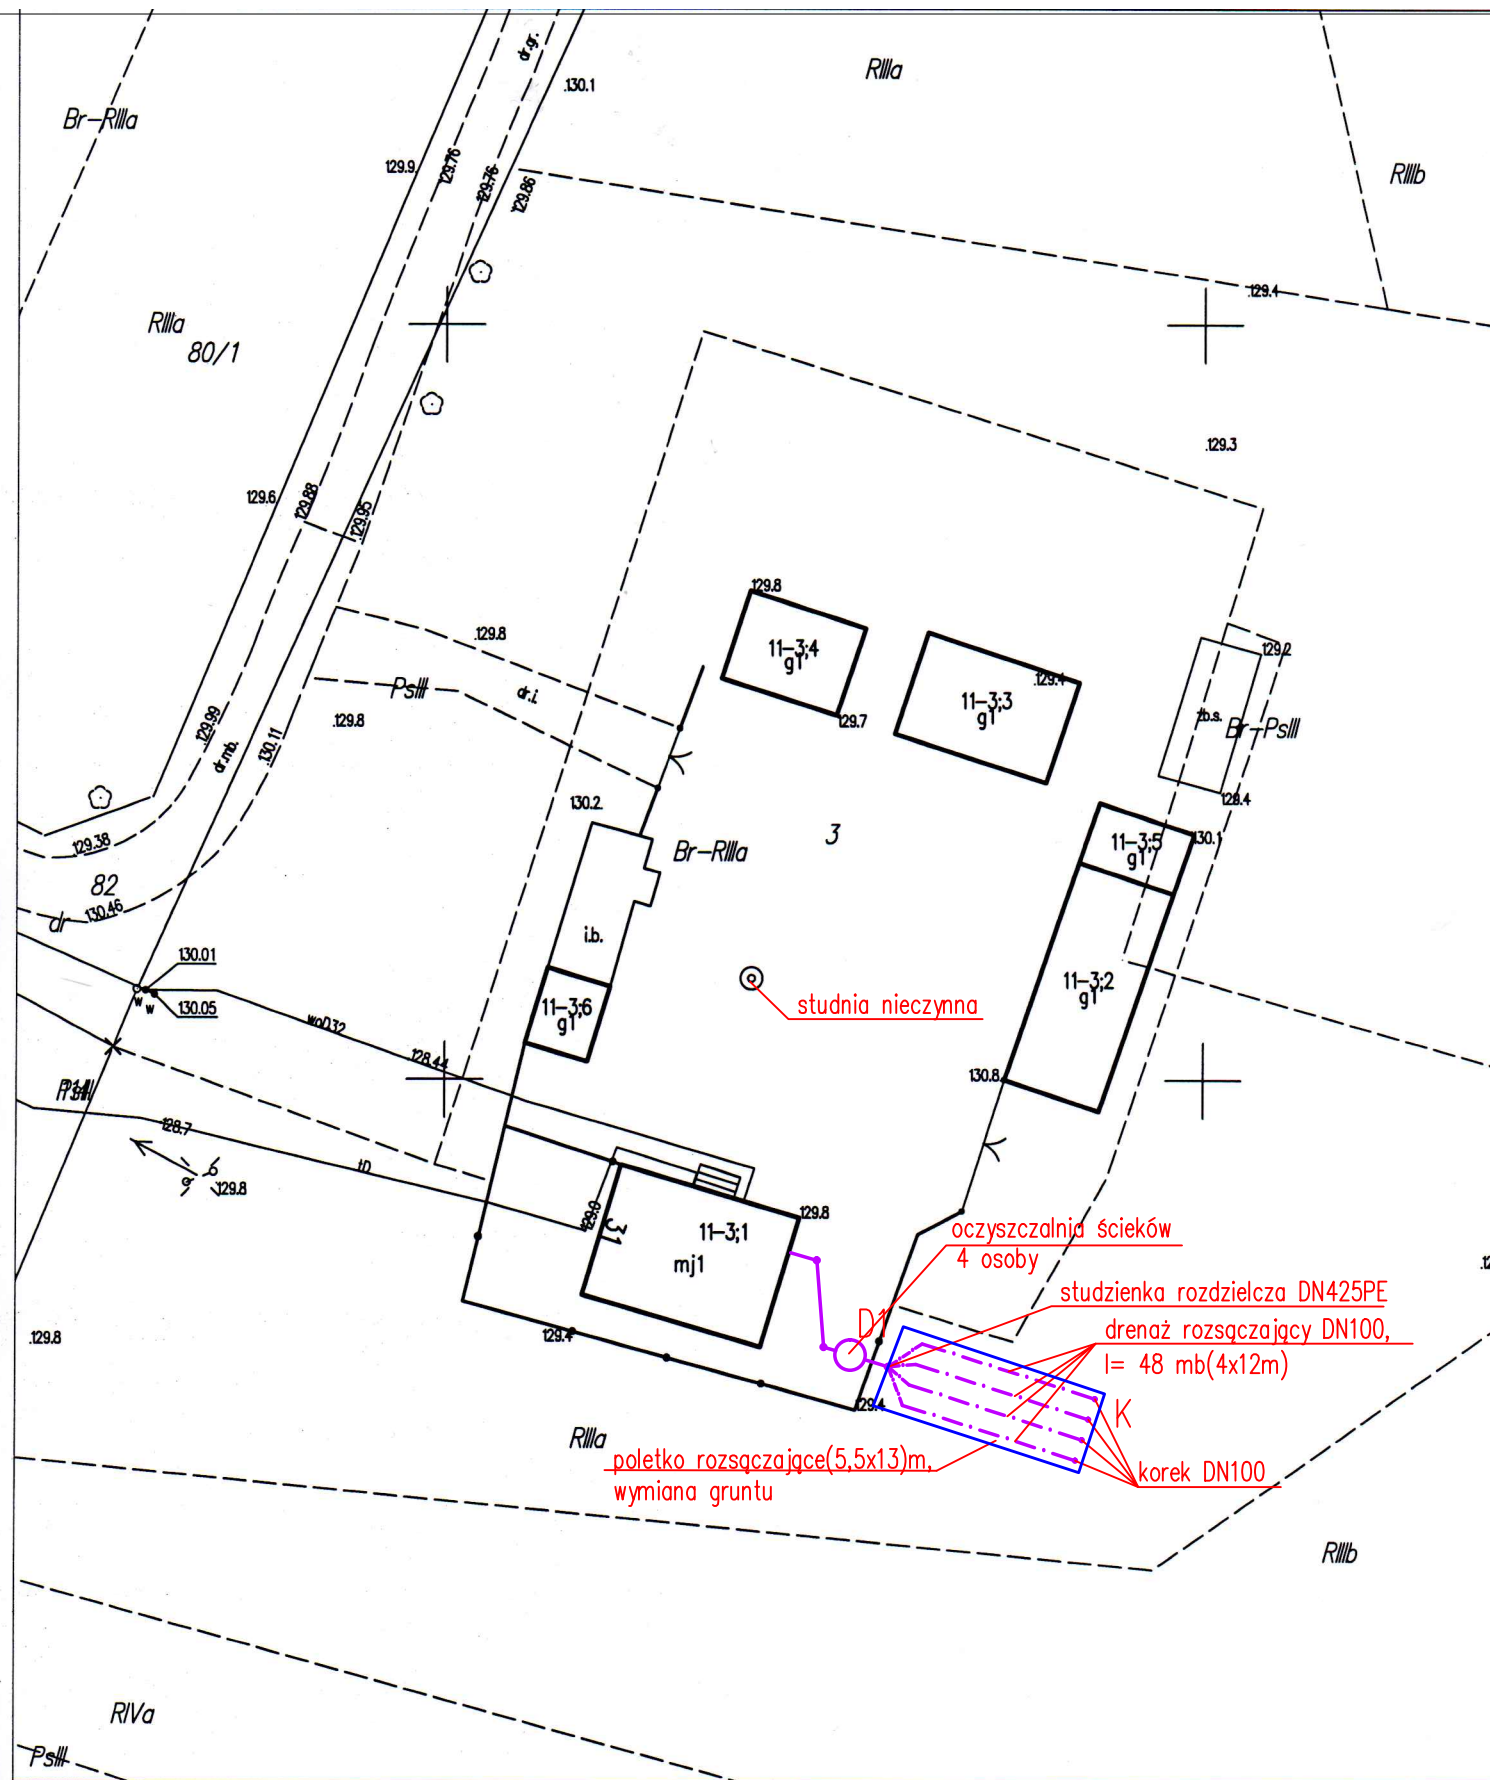 dr.gr.
.130.1
RIIIa
Br-RIIIa
129.9.
129.76
129.76
129.86
RIIIb
.129.4
RIIIa
80/1
.129.3
129.6
129.88
.129.95
129.8
11-3;4
g1
.129.8
PsIII
dr.i.
.129.8
129.7
11-3;3
g1
.129.4
129.2
tb.s.
Br-PsIII
129.4
.129.99
dr.mb.
.130.11
130.2.
129.38
3
Br-RIIIa
11-3;5
g1
130.1
82
dr
130.46
i.b.
130.01
w
w
130.05
11-3;6
g1
11-3;2
g1
studnia nieczynna
woD32
.128.44
130.8
128.7
tD
129.8
129.0
31
11-3;1
mj1
129.8
oczyszczalnia ścieków
4 osoby
studzienka rozdzielcza DN425PE
D1
drenaż rozsączający DN100,
l= 48 mb(4x12m)
.129.8
129.4
129.4
K
RIIIa
poletko rozsączające(5,5x13)m,
wymiana gruntu
korek DN100
RIIIb
RIVa
PsIII